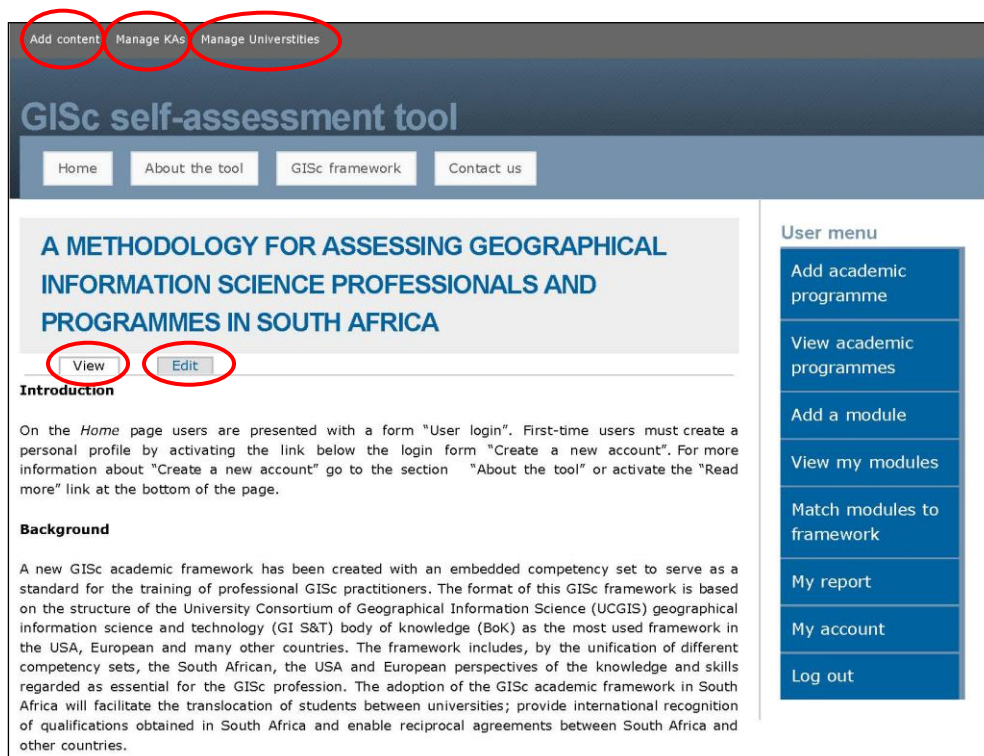 Add content Manage KAs Manage Universtities
GISc self-assessment tool
Home About the tool GISc framework Contact us
A METHODOLOGY FOR ASSESSING GEOGRAPHICAL
INFORMATION SCIENCE PROFESSIONALS AND
PROGRAMMES IN SOUTH AFRICA
View Edit
Introduction
On the Home page users are presented with a form “User login”. First-time users must create a
personal profile by activating the link below the login form “Create a new account”. For more
information about “Create a new account” go to the section “About the tool” or activate the “Read
more” link at the bottom of the page.
Background
A new GISc academic framework has been created with an embedded competency set to serve as a
standard for the training of professional GISc practitioners. The format of this GISc framework is based
on the structure of the University Consortium of Geographical Information Science (UCGIS) geographical
information science and technology (GI S&T) body of knowledge (BoK) as the most used framework in
the USA, European and many other countries. The framework includes, by the unification of different
competency sets, the South African, the USA and European perspectives of the knowledge and skills
regarded as essential for the GISc profession. The adoption of the GISc academic framework in South
Africa will facilitate the translocation of students between universities; provide international recognition
of qualifications obtained in South Africa and enable reciprocal agreements between South Africa and
other countries.
User menu
Add academic
programme
View academic
programmes
Add a module
View my modules
Match modules to
framework
My report
My account
Log out